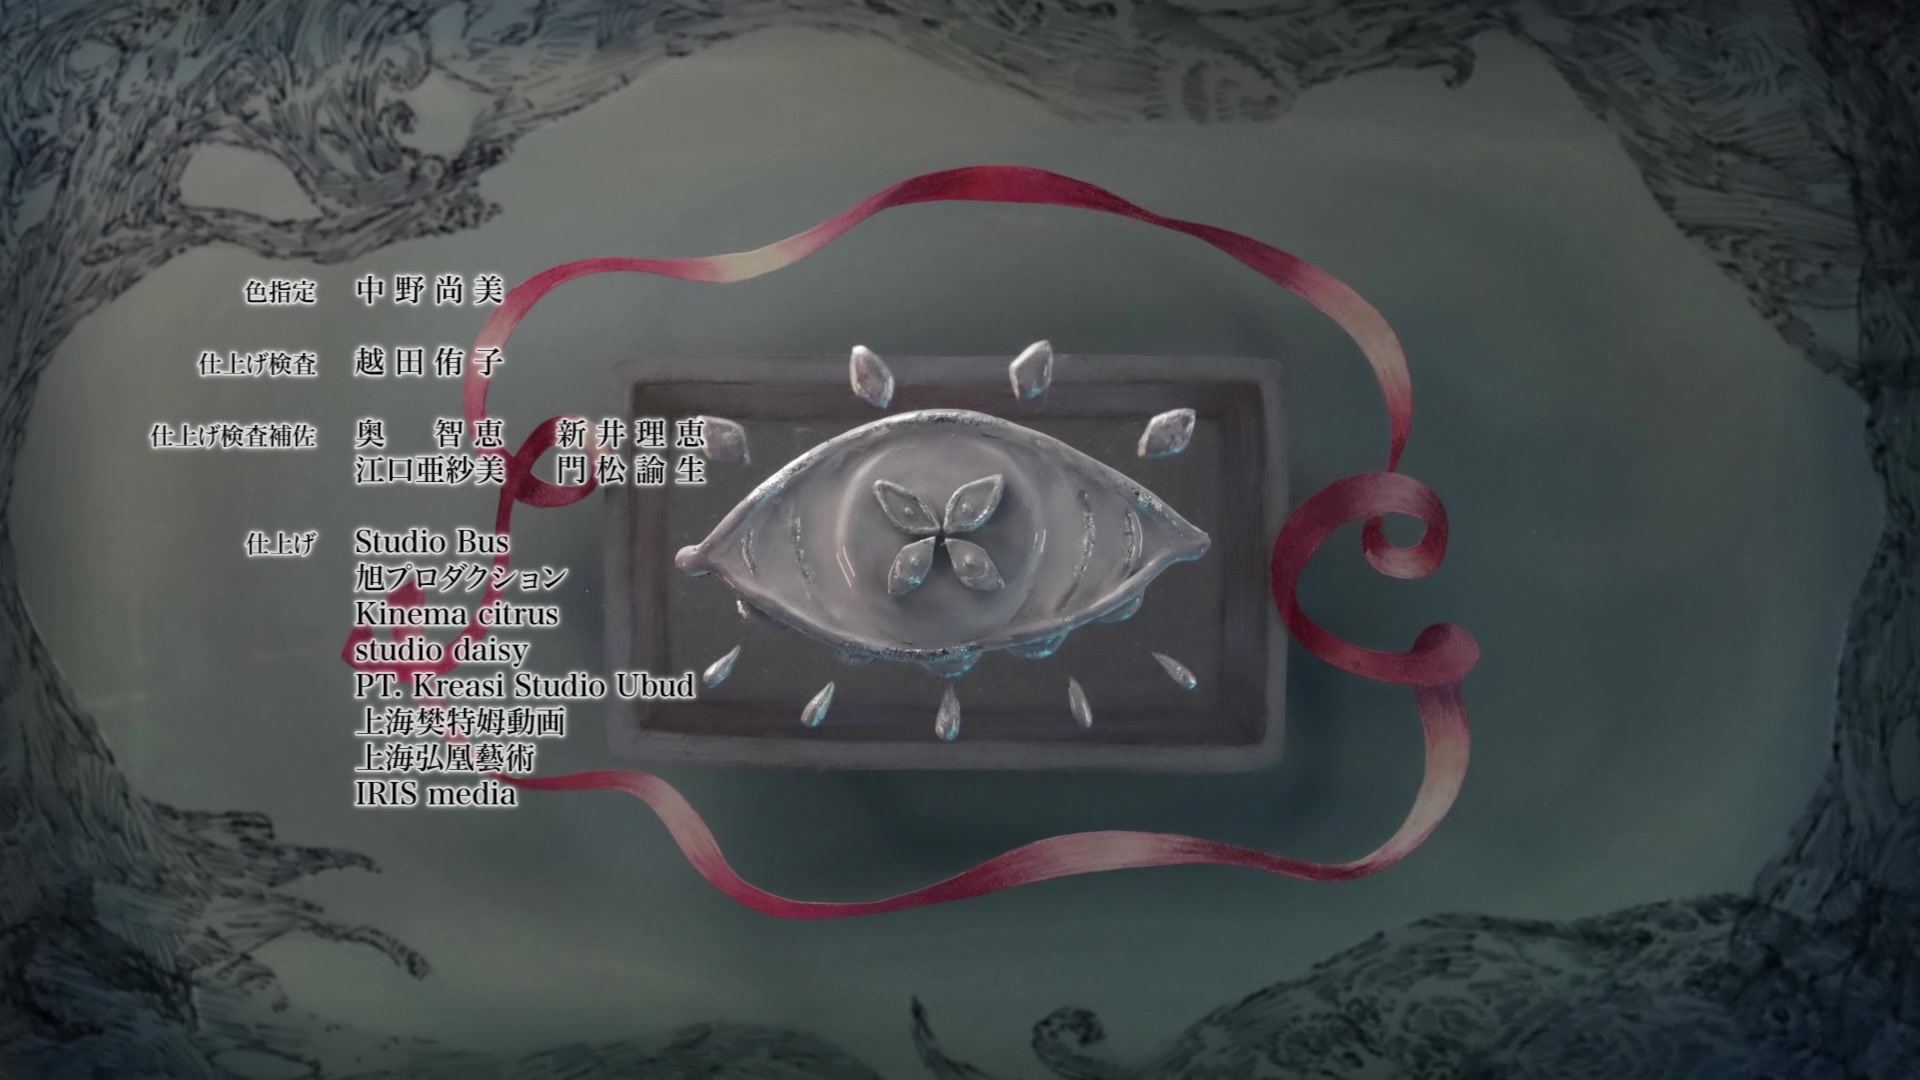 色指定 中野尚美
仕上げ検査 越田侑子
仕上げ検査補佐 奥智恵 新井理恵
江口亜紗美 門松諭生
仕上げ Studio Bus
旭プロダクション
Kinema citrus
studio daisy
PT. Kreasi Studio Ubud
上海樊特姆動画
上海弘凰藝術
IRIS media